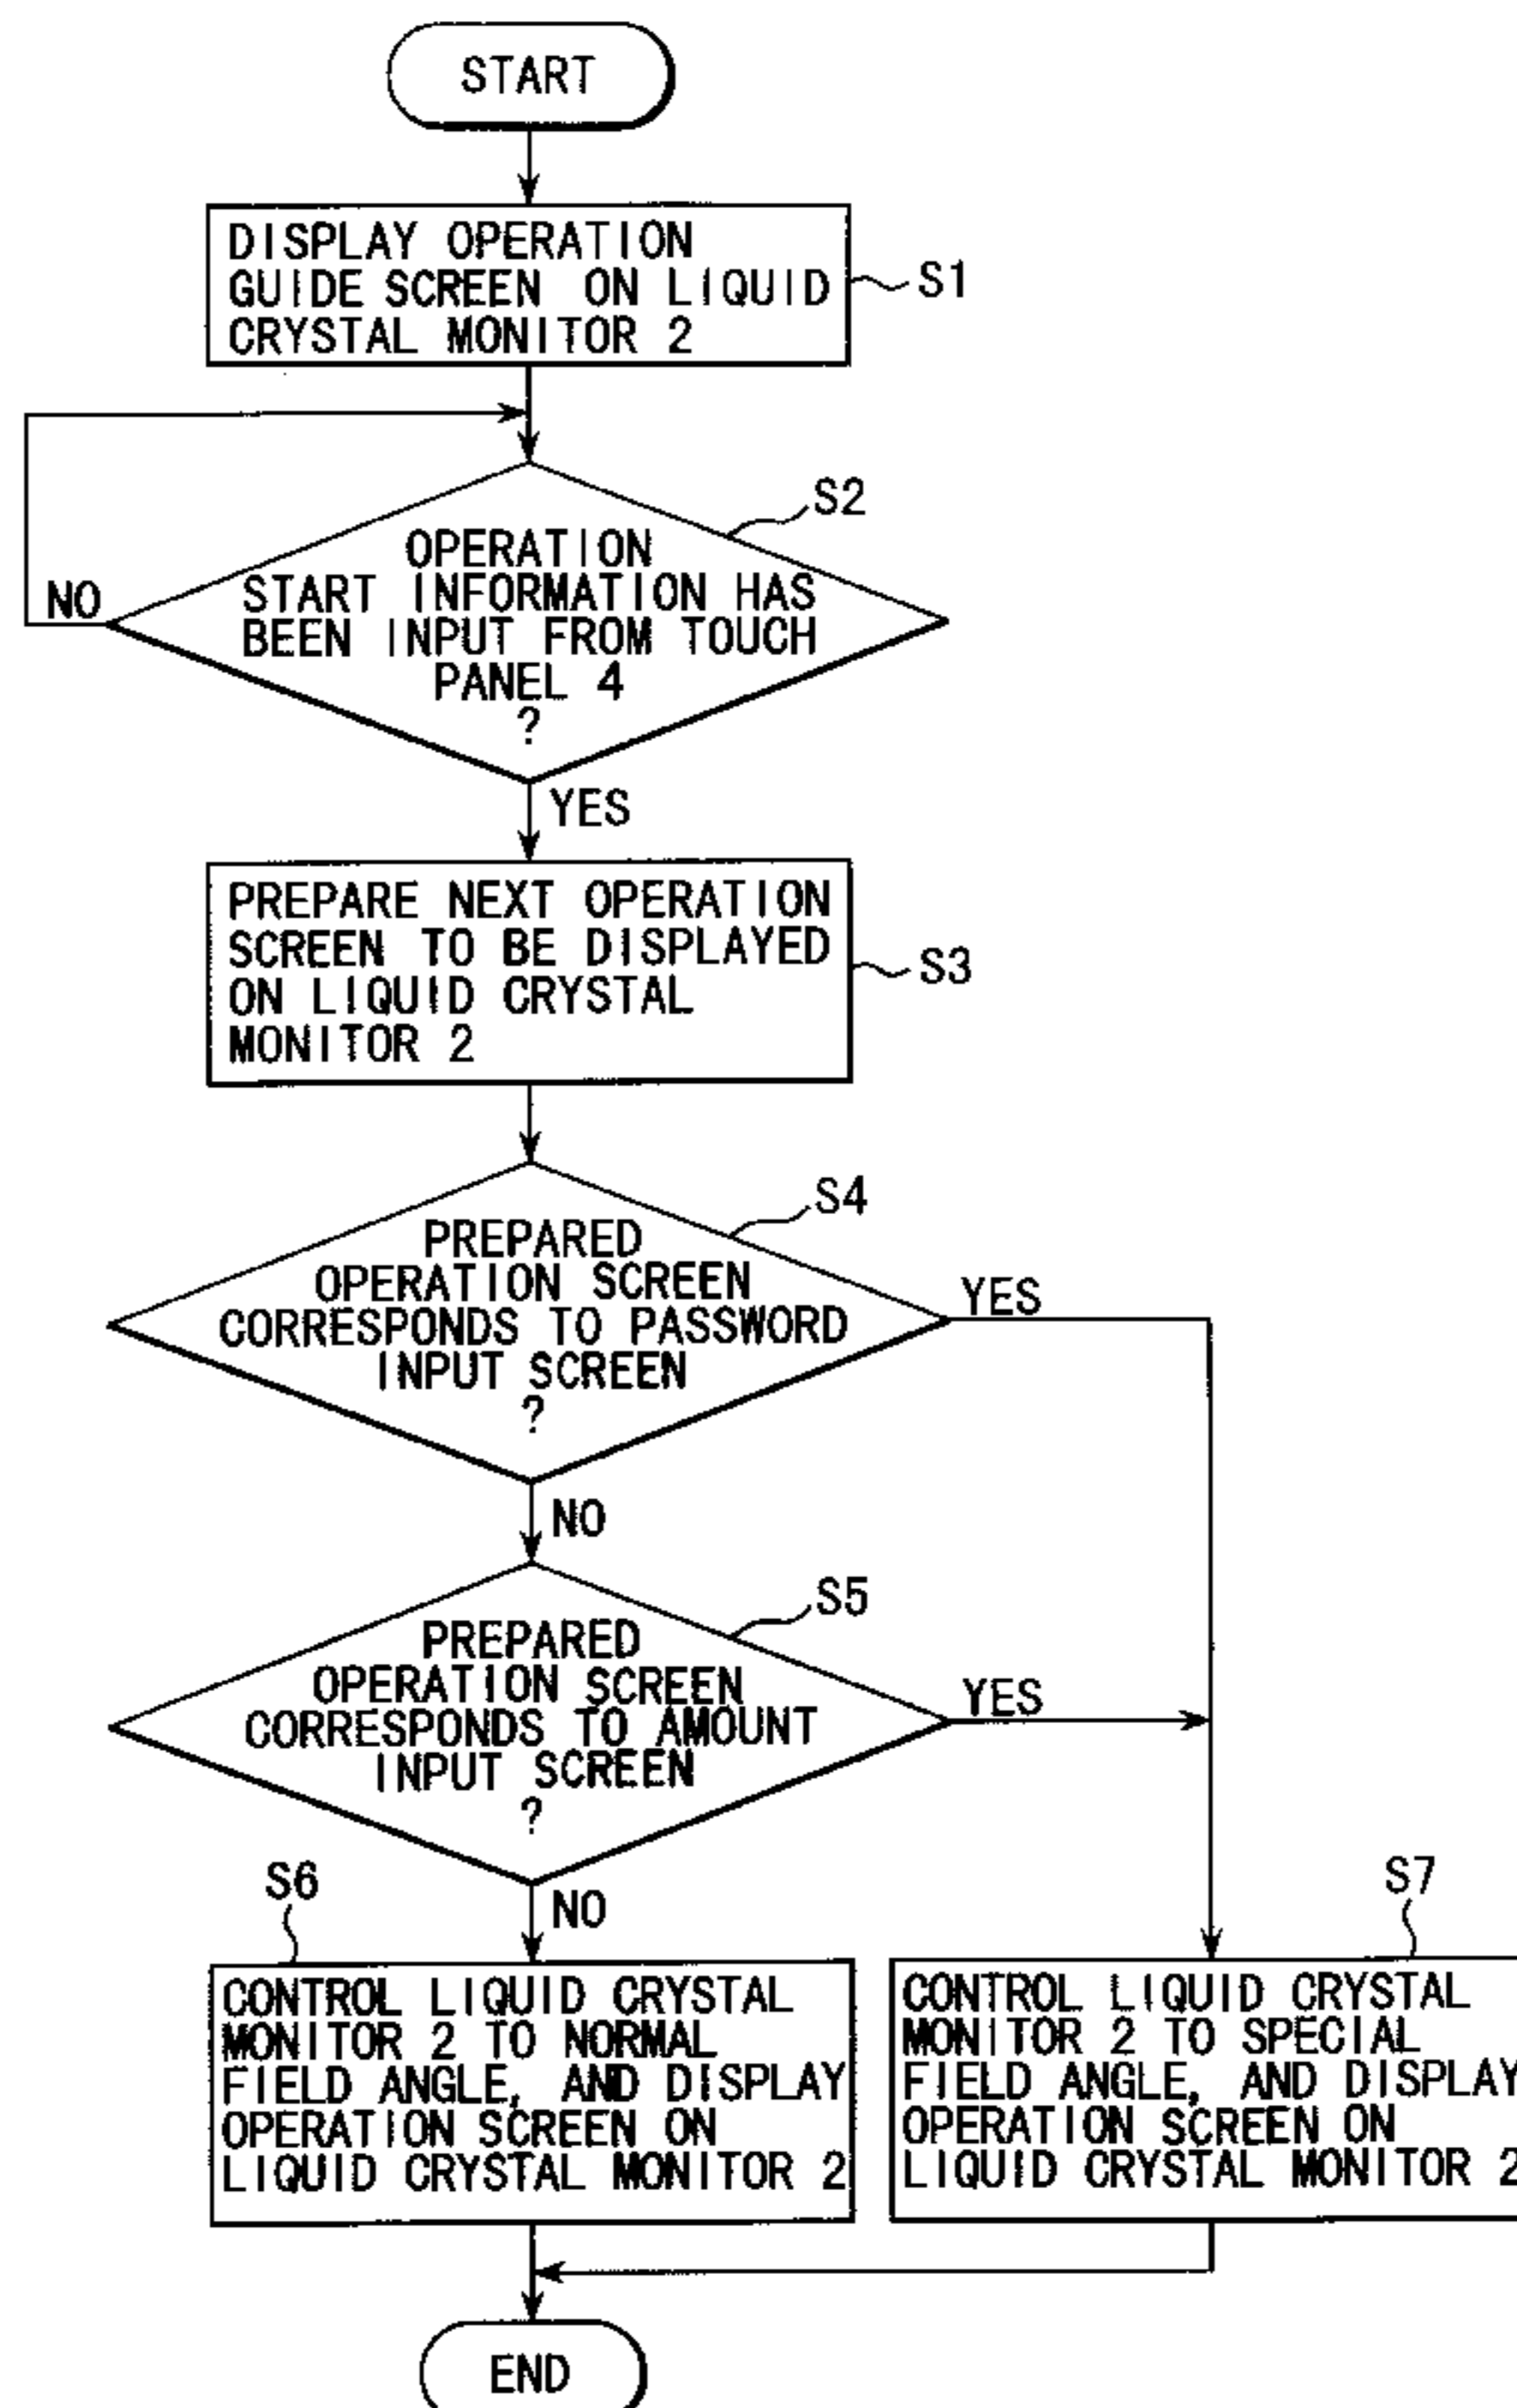 START
DISPLAY OPERATION
GUIDE SCREEN ON LIQUID
CRYSTAL MONITOR 2
S1
S2
OPERATION
START INFORMATION HAS
BEEN INPUT FROM TOUCH
PANEL 4
?
NO
YES
PREPARE NEXT OPERATION
SCREEN TO BE DISPLAYED
ON LIQUID CRYSTAL
MONITOR 2
S3
S4
PREPARED
OPERATION SCREEN
CORRESPONDS TO PASSWORD
INPUT SCREEN
?
YES
NO
S5
PREPARED
OPERATION SCREEN
CORRESPONDS TO AMOUNT
INPUT SCREEN
?
YES
NO
S6
CONTROL LIQUID CRYSTAL
MONITOR 2 TO NORMAL
FIELD ANGLE, AND DISPLAY
OPERATION SCREEN ON
LIQUID CRYSTAL MONITOR 2
S7
CONTROL LIQUID CRYSTAL
MONITOR 2 TO SPECIAL
FIELD ANGLE, AND DISPLAY
OPERATION SCREEN ON
LIQUID CRYSTAL MONITOR 2
END